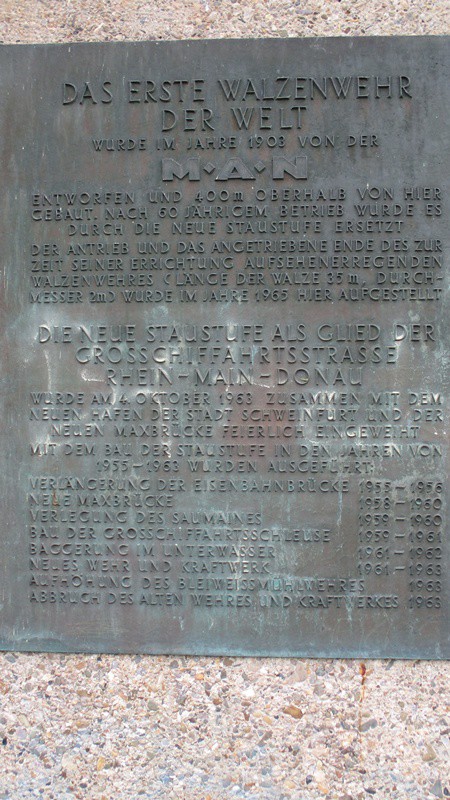 DAS ERSTE WALZENWEHR
DER WELT
WURDE IM JAHRE 1903 VON DER
M·A·N
ENTWORFEN UND 400m OBERHALB VON HIER
GEBAUT. NACH 60 JÄHRIGEM BETRIEB WURDE ES
DURCH DIE NEUE STAUSTUFE ERSETZT
DER ANTRIEB UND DAS ANGETRIEBENE ENDE DES ZUR
ZEIT SEINER ERRICHTUNG AUFSEHENERREGENDEN
WALZENWEHRES (LÄNGE DER WALZE 35m, DURCH-
MESSER 2m) WURDE IM JAHRE 1965 HIER AUFGESTELLT
DIE NEUE STAUSTUFE ALS GLIED DER
GROSSCHIFFAHRTSSTRASSE
RHEIN-MAIN-DONAU
WURDE AM 4. OKTOBER 1963 ZUSAMMEN MIT DEM
NEUEN HAFEN DER STADT SCHWEINFURT UND DER
NEUEN MAXBRÜCKE FEIERLICH EINGEWEIHT
MIT DEM BAU DER STAUSTUFE IN DEN JAHREN VON
1955-1963 WURDEN AUSGEFÜHRT:
VERLÄNGERUNG DER EISENBAHNBRÜCKE 1955-1956
NEUE MAXBRÜCKE 1958-1960
VERLEGUNG DES SAUMAINES 1959-1960
BAU DER GROSSCHIFFAHRTSSCHLEUSE 1959-1961
BAGGERUNG IM UNTERWASSER 1961-1962
NEUES WEHR UND KRAFTWERK 1961-1963
AUFHÖHUNG DES BLEIWEISSMÜHLWEHRES 1963
ABBRUCH DES ALTEN WEHRES UND KRAFTWERKES 1963